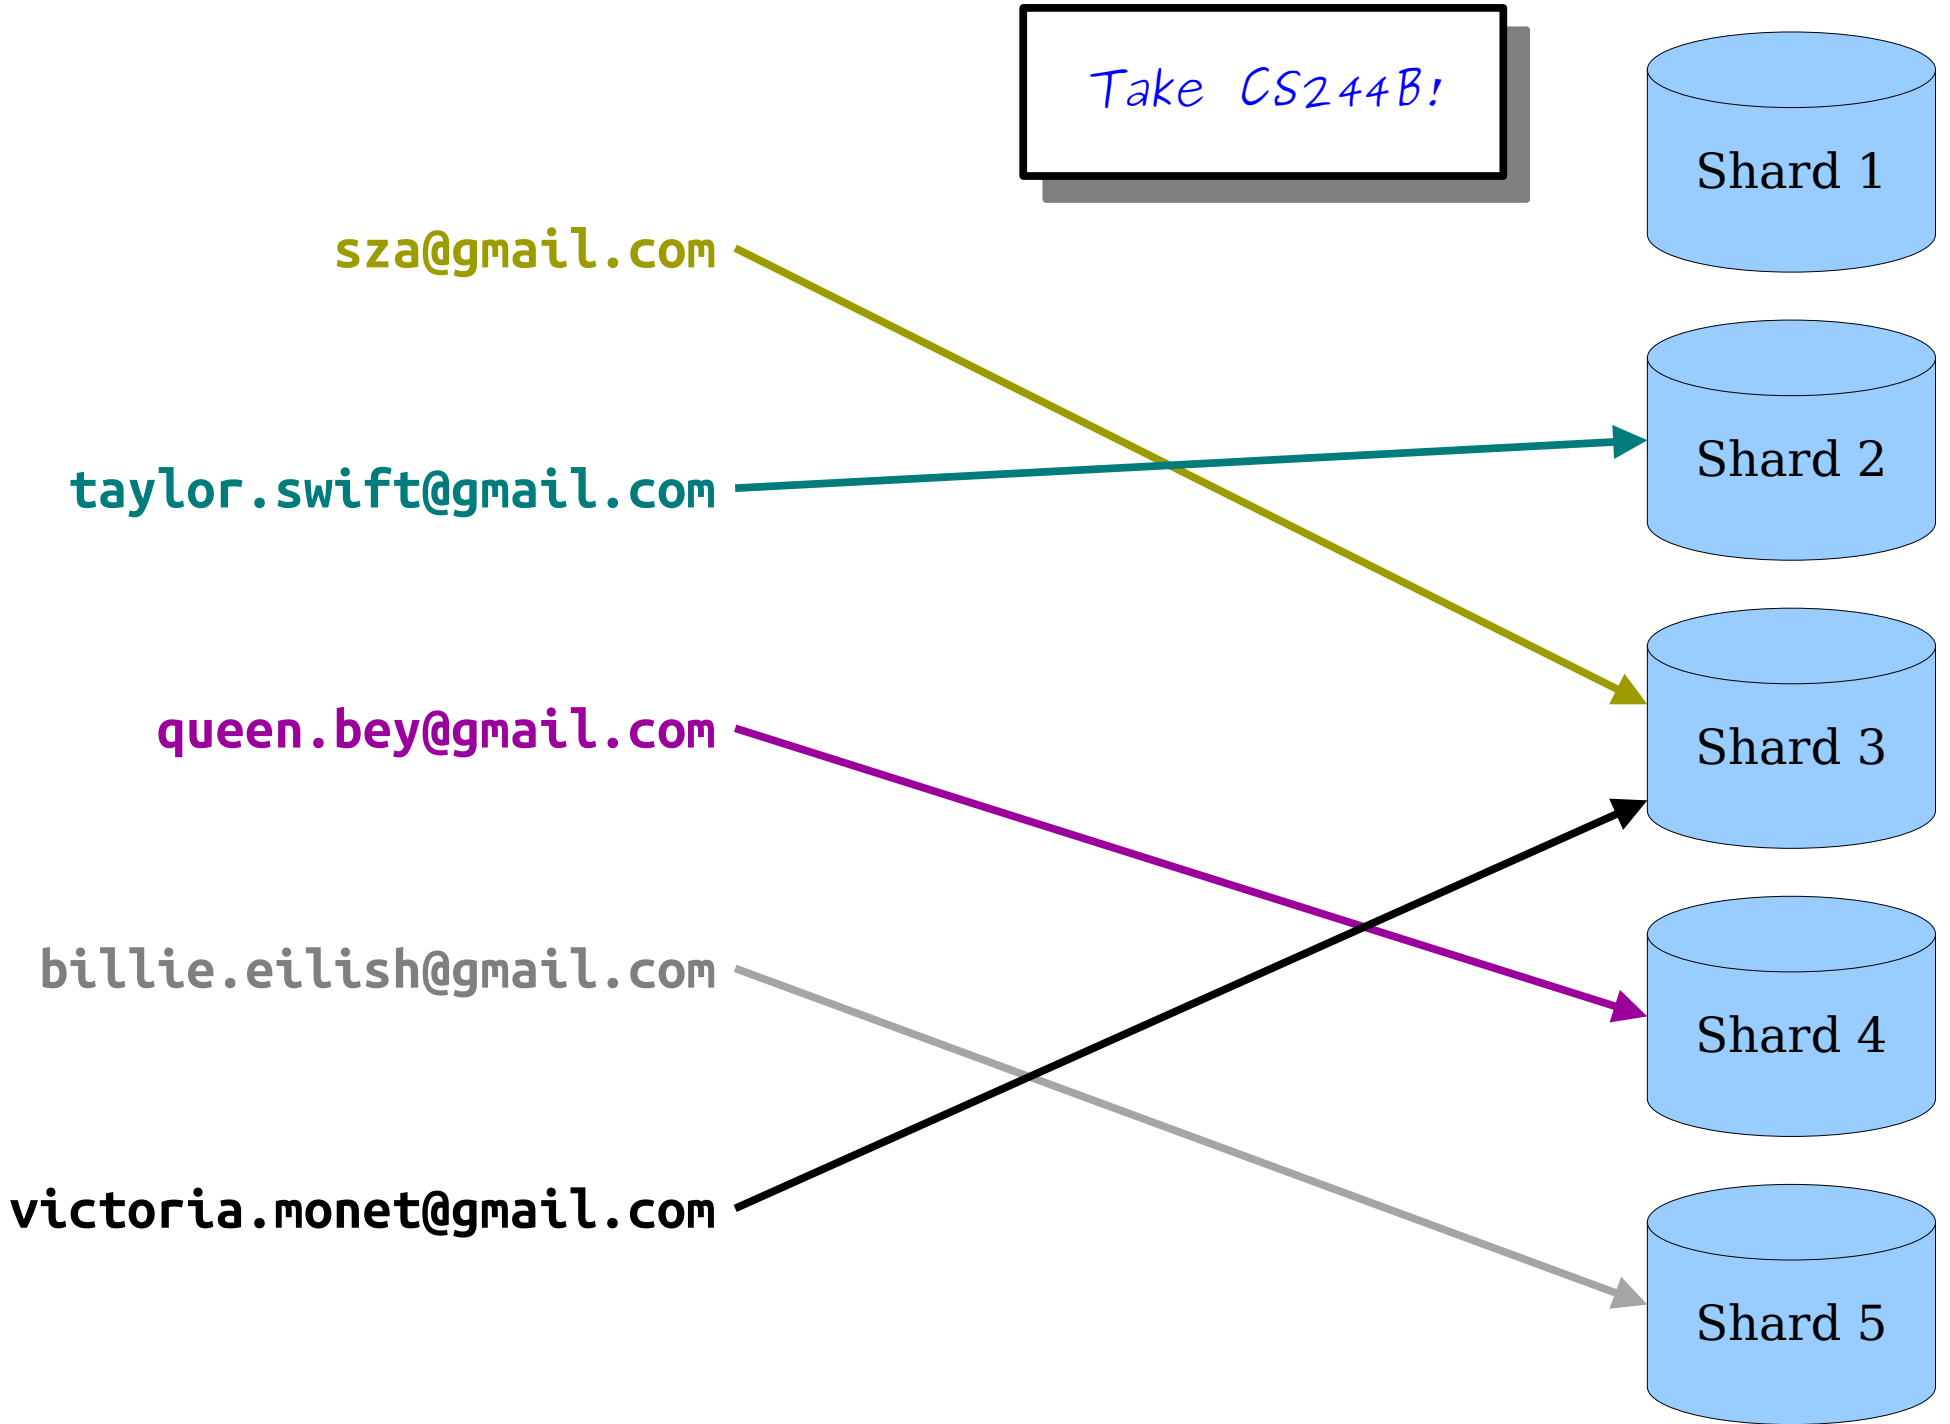 Take CS244B!
Shard 1
sza@gmail.com
Shard 2
taylor.swift@gmail.com
Shard 3
queen.bey@gmail.com
billie.eilish@gmail.com
Shard 4
victoria.monet@gmail.com
Shard 5